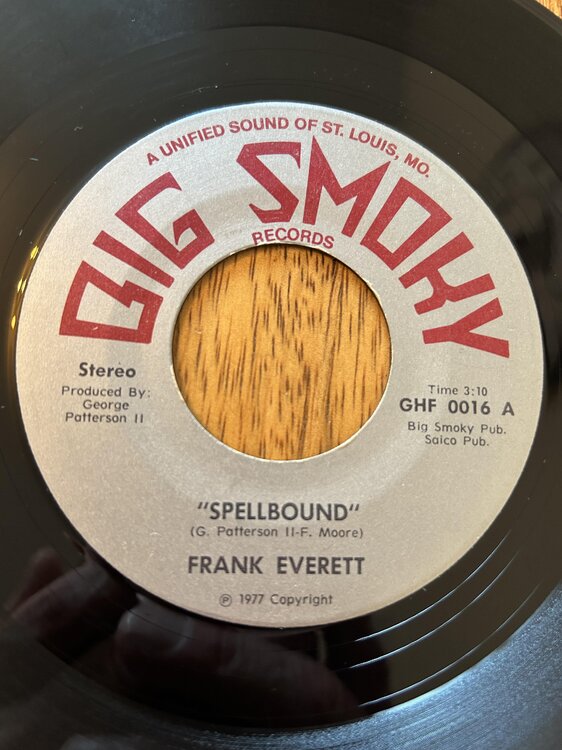 A UNIFIED SOUND OF ST. LOUIS, MO.
BIG SMOKY
RECORDS
Stereo
Produced By:
George
Patterson II
Time 3:10
GHF 0016 A
Big Smoky Pub.
Saico Pub.
"SPELLBOUND"
(G. Patterson II-F. Moore)
FRANK EVERETT
℗ 1977 Copyright